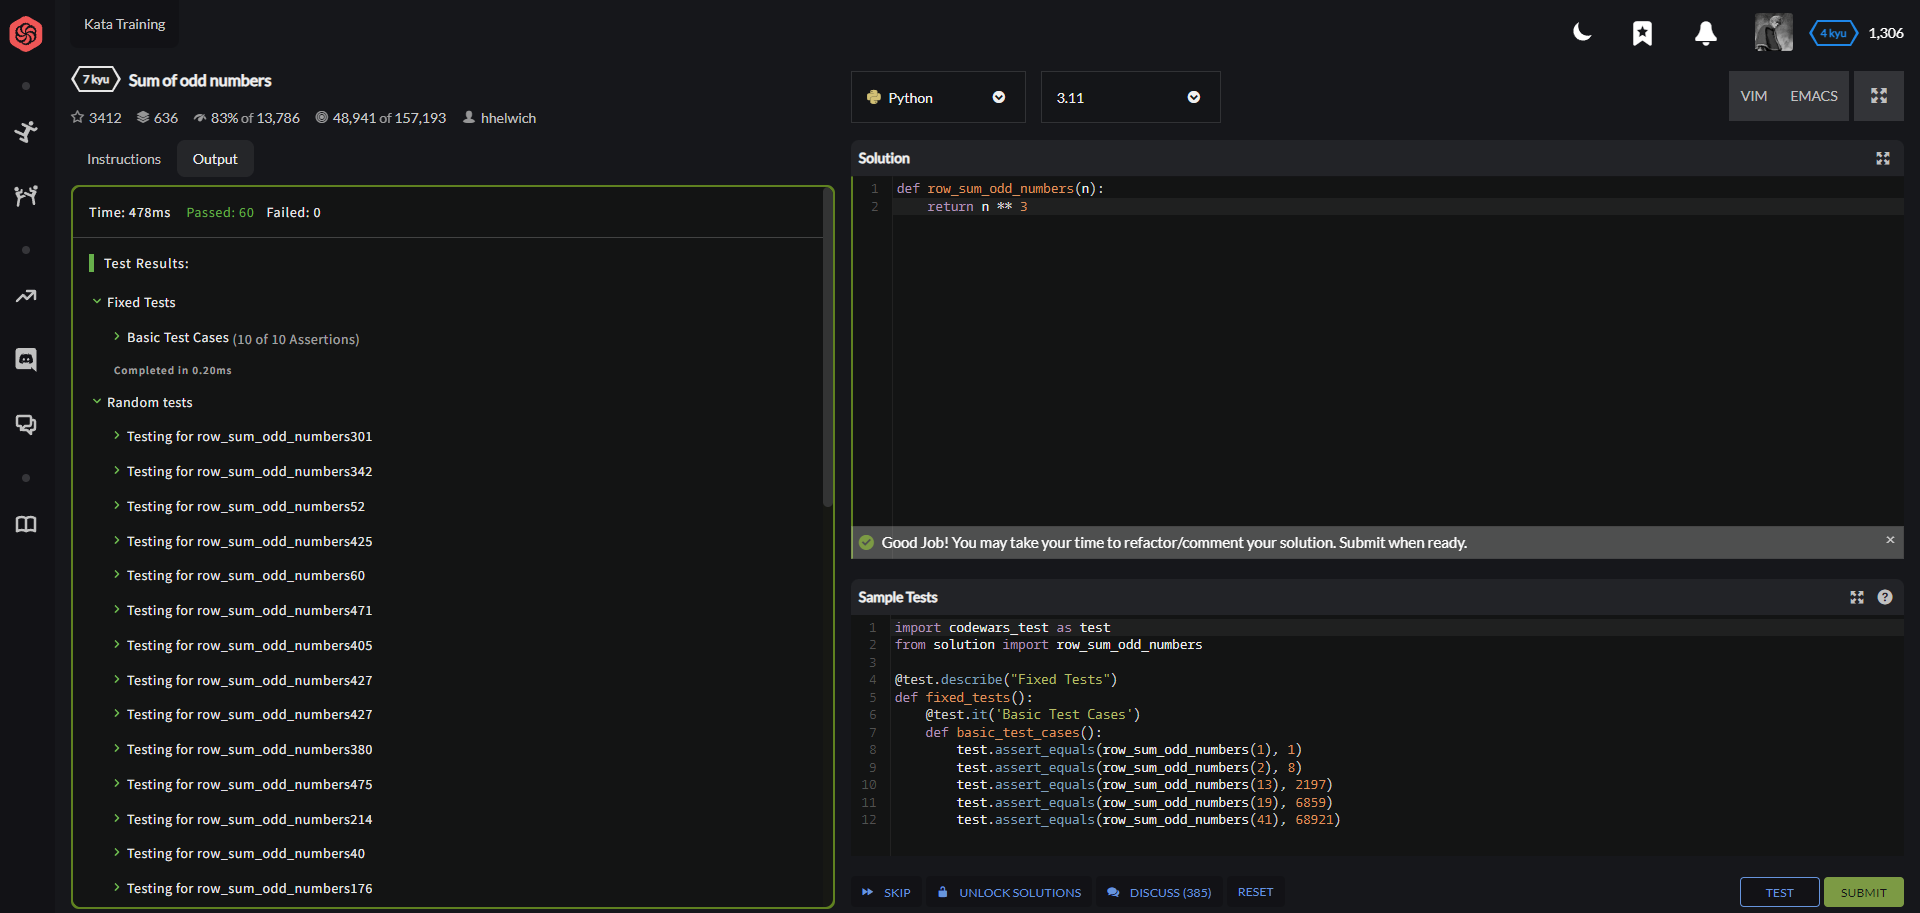 Kata Training
4 kyu 1,306
7 kyu Sum of odd numbers
3412 636 83% of 13,786 48,941 of 157,193 hhelwich
Instructions Output
Time: 478ms Passed: 60 Failed: 0
Test Results:
Fixed Tests
Basic Test Cases (10 of 10 Assertions)
Completed in 0.20ms
Random tests
Testing for row_sum_odd_numbers301
Testing for row_sum_odd_numbers342
Testing for row_sum_odd_numbers52
Testing for row_sum_odd_numbers425
Testing for row_sum_odd_numbers60
Testing for row_sum_odd_numbers471
Testing for row_sum_odd_numbers405
Testing for row_sum_odd_numbers427
Testing for row_sum_odd_numbers427
Testing for row_sum_odd_numbers380
Testing for row_sum_odd_numbers475
Testing for row_sum_odd_numbers214
Testing for row_sum_odd_numbers40
Testing for row_sum_odd_numbers176
Python 3.11 VIM EMACS
Solution
1 def row_sum_odd_numbers(n):
2     return n ** 3
Good Job! You may take your time to refactor/comment your solution. Submit when ready. ×
Sample Tests ?
1 import codewars_test as test
2 from solution import row_sum_odd_numbers
3
4 @test.describe("Fixed Tests")
5 def fixed_tests():
6     @test.it('Basic Test Cases')
7     def basic_test_cases():
8         test.assert_equals(row_sum_odd_numbers(1), 1)
9         test.assert_equals(row_sum_odd_numbers(2), 8)
10         test.assert_equals(row_sum_odd_numbers(13), 2197)
11         test.assert_equals(row_sum_odd_numbers(19), 6859)
12         test.assert_equals(row_sum_odd_numbers(41), 68921)
SKIP UNLOCK SOLUTIONS DISCUSS (385) RESET TEST SUBMIT